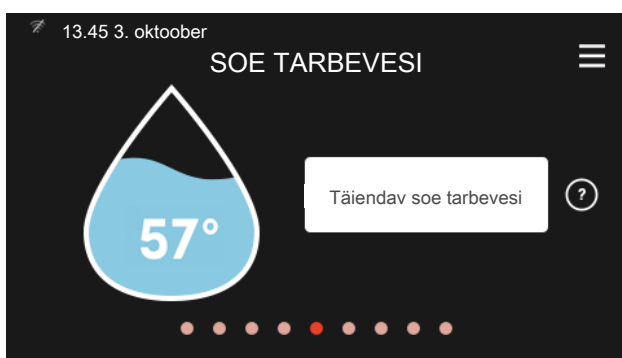 13.45 3. oktoober
SOE TARBEVESI
57°
Täiendav soe tarbevesi
?